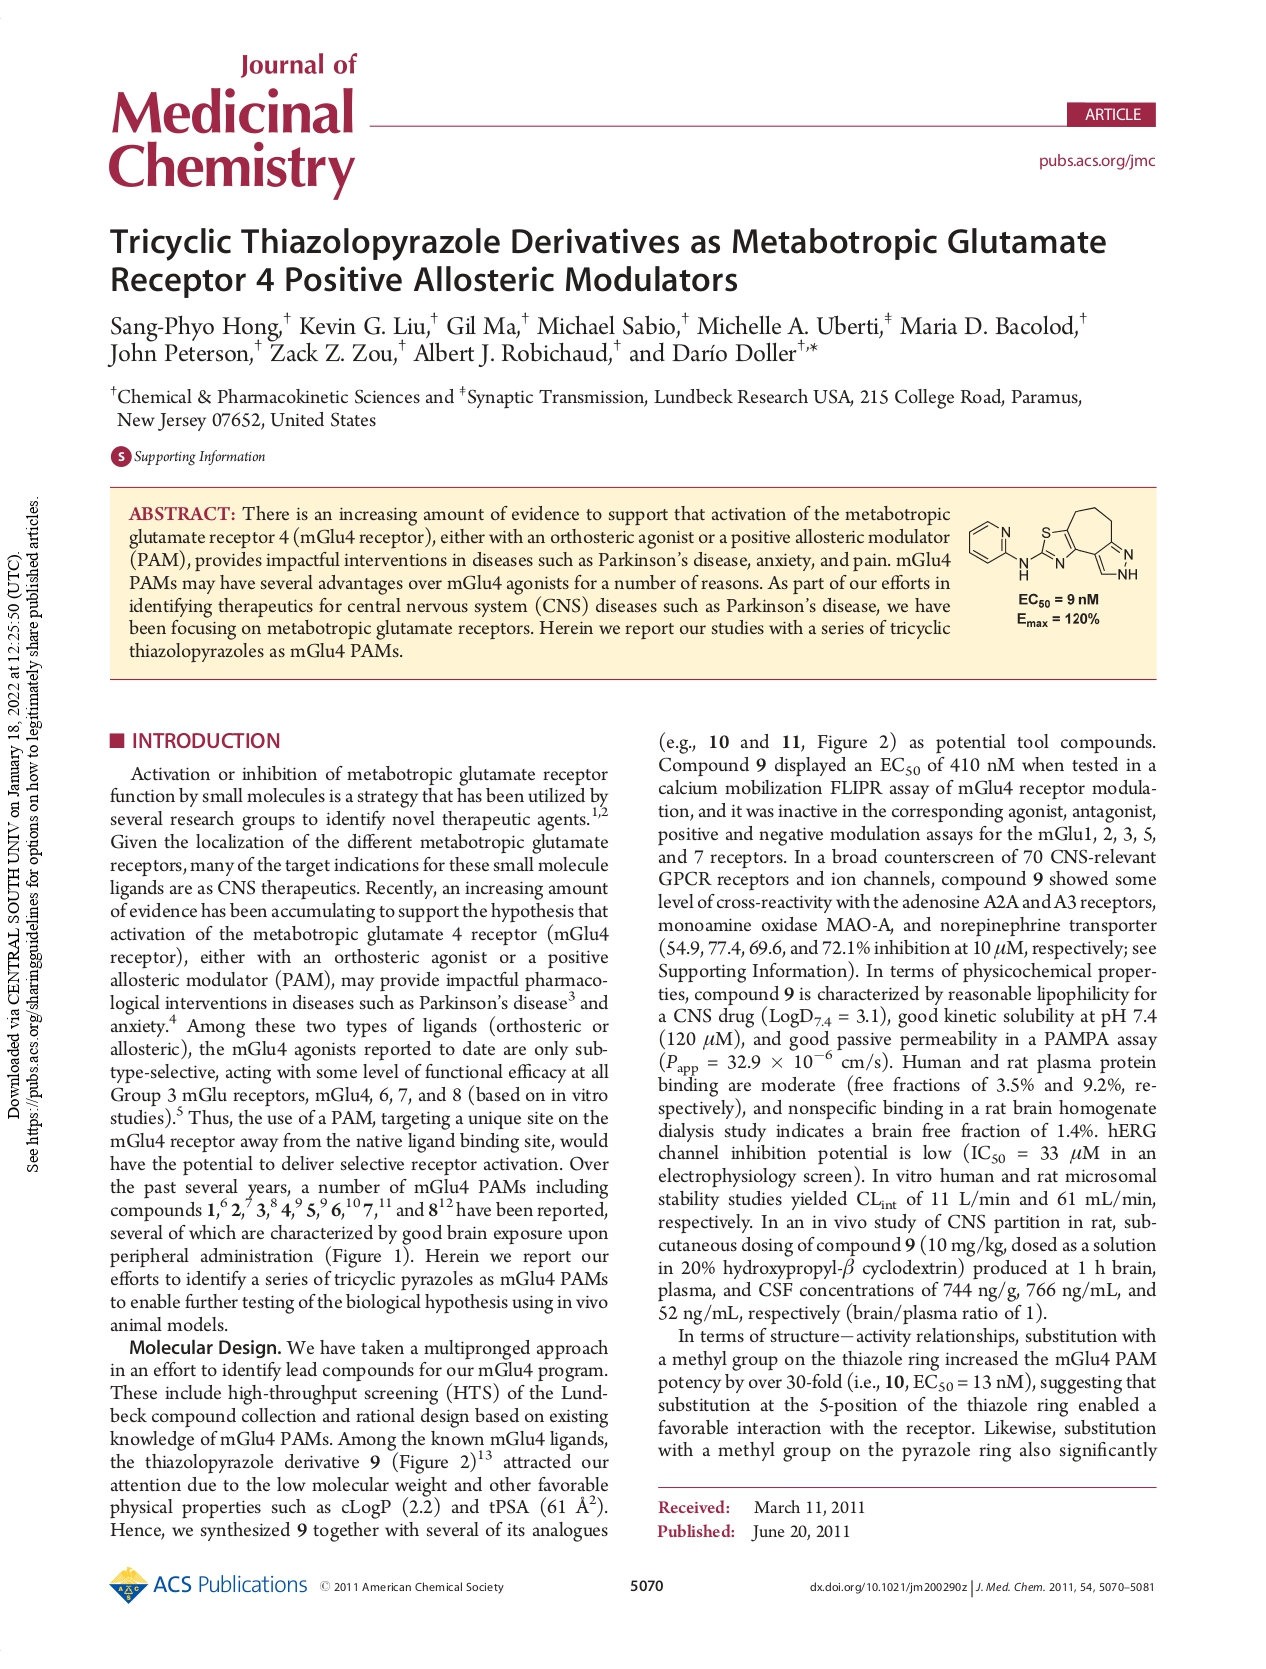 Journal of
Medicinal
Chemistry
ARTICLE
pubs.acs.org/jmc
Tricyclic Thiazolopyrazole Derivatives as Metabotropic Glutamate
Receptor 4 Positive Allosteric Modulators
Sang-Phyo Hong,† Kevin G. Liu,† Gil Ma,† Michael Sabio,† Michelle A. Uberti,‡ Maria D. Bacolod,†
John Peterson,† Zack Z. Zou,† Albert J. Robichaud,† and Darío Doller†,*
†Chemical & Pharmacokinetic Sciences and ‡Synaptic Transmission, Lundbeck Research USA, 215 College Road, Paramus,
New Jersey 07652, United States
S Supporting Information
ABSTRACT: There is an increasing amount of evidence to support that activation of the metabotropic
glutamate receptor 4 (mGlu4 receptor), either with an orthosteric agonist or a positive allosteric modulator
(PAM), provides impactful interventions in diseases such as Parkinson's disease, anxiety, and pain. mGlu4
PAMs may have several advantages over mGlu4 agonists for a number of reasons. As part of our efforts in
identifying therapeutics for central nervous system (CNS) diseases such as Parkinson's disease, we have
been focusing on metabotropic glutamate receptors. Herein we report our studies with a series of tricyclic
thiazolopyrazoles as mGlu4 PAMs.
N
S
N
N
H
N
NH
EC50 = 9 nM
Emax = 120%
INTRODUCTION
Activation or inhibition of metabotropic glutamate receptor
function by small molecules is a strategy that has been utilized by
several research groups to identify novel therapeutic agents.1,2
Given the localization of the different metabotropic glutamate
receptors, many of the target indications for these small molecule
ligands are as CNS therapeutics. Recently, an increasing amount
of evidence has been accumulating to support the hypothesis that
activation of the metabotropic glutamate 4 receptor (mGlu4
receptor), either with an orthosteric agonist or a positive
allosteric modulator (PAM), may provide impactful pharmaco-
logical interventions in diseases such as Parkinson's disease3 and
anxiety.4 Among these two types of ligands (orthosteric or
allosteric), the mGlu4 agonists reported to date are only sub-
type-selective, acting with some level of functional efficacy at all
Group 3 mGlu receptors, mGlu4, 6, 7, and 8 (based on in vitro
studies).5 Thus, the use of a PAM, targeting a unique site on the
mGlu4 receptor away from the native ligand binding site, would
have the potential to deliver selective receptor activation. Over
the past several years, a number of mGlu4 PAMs including
compounds 1,6 2,7 3,8 4,9 5,9 6,10 7,11 and 812 have been reported,
several of which are characterized by good brain exposure upon
peripheral administration (Figure 1). Herein we report our
efforts to identify a series of tricyclic pyrazoles as mGlu4 PAMs
to enable further testing of the biological hypothesis using in vivo
animal models.
Molecular Design. We have taken a multipronged approach
in an effort to identify lead compounds for our mGlu4 program.
These include high-throughput screening (HTS) of the Lund-
beck compound collection and rational design based on existing
knowledge of mGlu4 PAMs. Among the known mGlu4 ligands,
the thiazolopyrazole derivative 9 (Figure 2)13 attracted our
attention due to the low molecular weight and other favorable
physical properties such as cLogP (2.2) and tPSA (61 Å2).
Hence, we synthesized 9 together with several of its analogues
(e.g., 10 and 11, Figure 2) as potential tool compounds.
Compound 9 displayed an EC50 of 410 nM when tested in a
calcium mobilization FLIPR assay of mGlu4 receptor modula-
tion, and it was inactive in the corresponding agonist, antagonist,
positive and negative modulation assays for the mGlu1, 2, 3, 5,
and 7 receptors. In a broad counterscreen of 70 CNS-relevant
GPCR receptors and ion channels, compound 9 showed some
level of cross-reactivity with the adenosine A2A and A3 receptors,
monoamine oxidase MAO-A, and norepinephrine transporter
(54.9, 77.4, 69.6, and 72.1% inhibition at 10 μM, respectively; see
Supporting Information). In terms of physicochemical proper-
ties, compound 9 is characterized by reasonable lipophilicity for
a CNS drug (LogD7.4 = 3.1), good kinetic solubility at pH 7.4
(120 μM), and good passive permeability in a PAMPA assay
(Papp = 32.9 × 10−6 cm/s). Human and rat plasma protein
binding are moderate (free fractions of 3.5% and 9.2%, re-
spectively), and nonspecific binding in a rat brain homogenate
dialysis study indicates a brain free fraction of 1.4%. hERG
channel inhibition potential is low (IC50 = 33 μM in an
electrophysiology screen). In vitro human and rat microsomal
stability studies yielded CLint of 11 L/min and 61 mL/min,
respectively. In an in vivo study of CNS partition in rat, sub-
cutaneous dosing of compound 9 (10 mg/kg, dosed as a solution
in 20% hydroxypropyl-β cyclodextrin) produced at 1 h brain,
plasma, and CSF concentrations of 744 ng/g, 766 ng/mL, and
52 ng/mL, respectively (brain/plasma ratio of 1).
In terms of structure−activity relationships, substitution with
a methyl group on the thiazole ring increased the mGlu4 PAM
potency by over 30-fold (i.e., 10, EC50 = 13 nM), suggesting that
substitution at the 5-position of the thiazole ring enabled a
favorable interaction with the receptor. Likewise, substitution
with a methyl group on the pyrazole ring also significantly
Received: March 11, 2011
Published: June 20, 2011
ACS Publications © 2011 American Chemical Society
5070
dx.doi.org/10.1021/jm200290z | J. Med. Chem. 2011, 54, 5070–5081
Downloaded via CENTRAL SOUTH UNIV on January 18, 2022 at 12:25:50 (UTC).
See https://pubs.acs.org/sharingguidelines for options on how to legitimately share published articles.